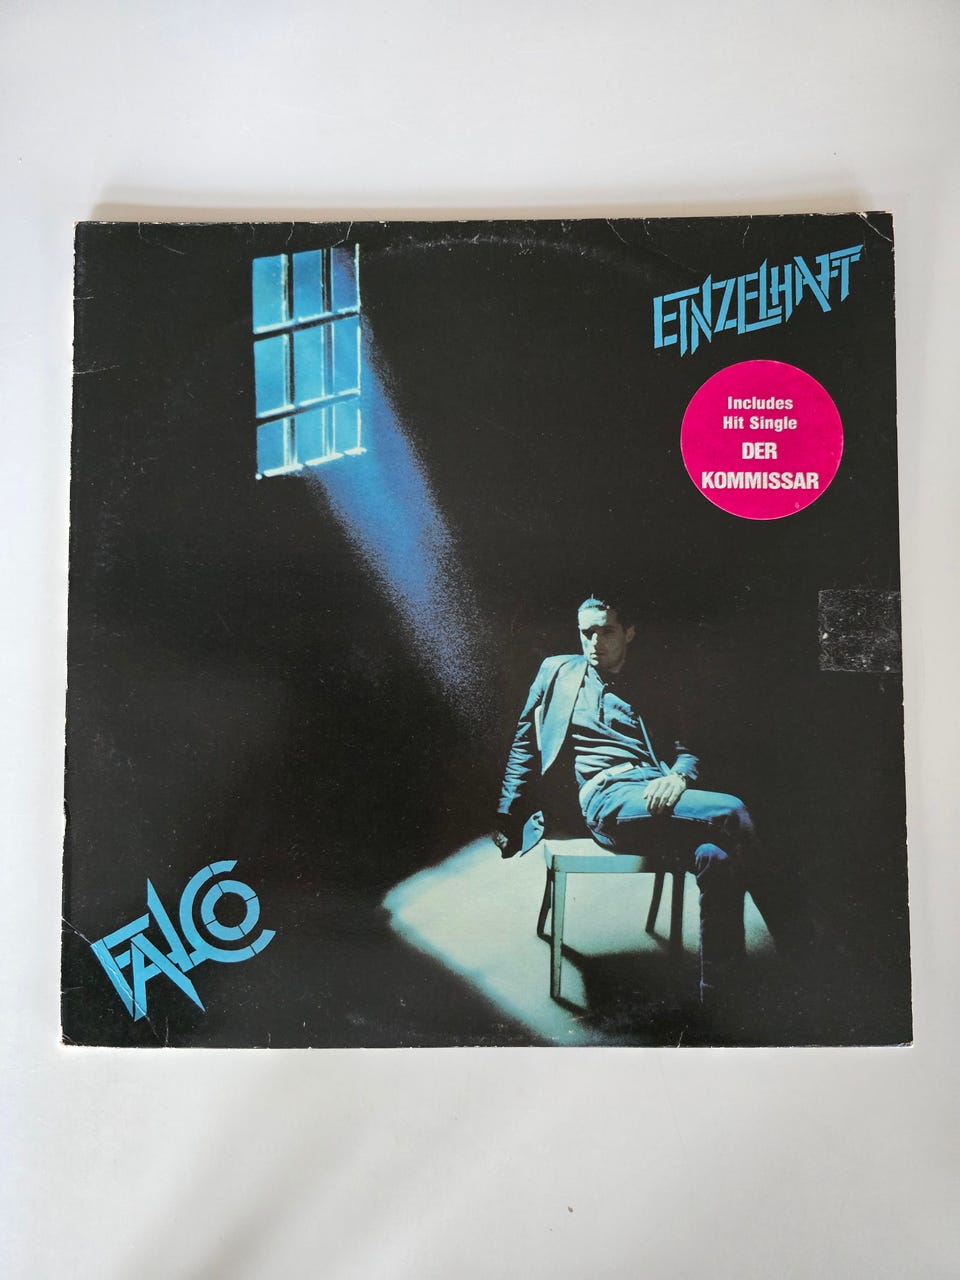 EINZELHAFT
Includes
Hit Single
DER
KOMMISSAR
FALCO